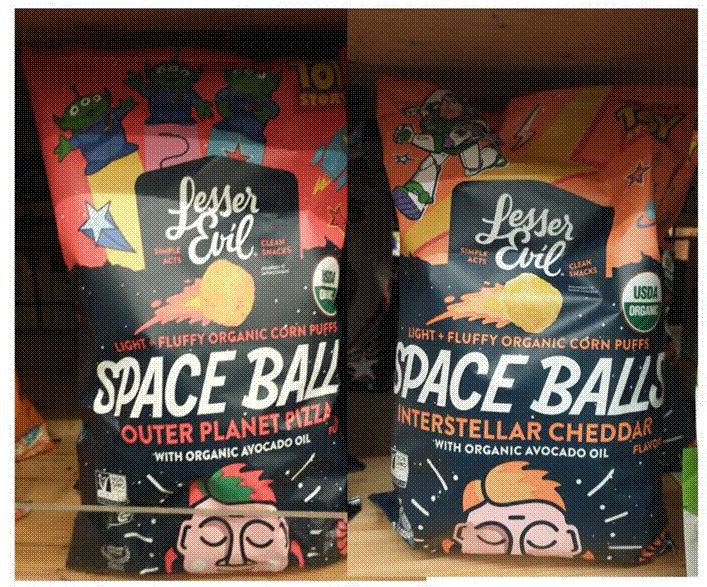 TOY
STORY
Lesser
Evil.
SIMPLE
ACTS
CLEAN
SNACKS
USDA
LIGHT + FLUFFY ORGANIC CORN PUFFS
SPACE BALL
OUTER PLANET PIZZA
WITH ORGANIC AVOCADO OIL
TOY
Lesser
Evil.
SIMPLE
ACTS
CLEAN
SNACKS
USDA
ORGANIC
LIGHT + FLUFFY ORGANIC CORN PUFFS
SPACE BALLS
INTERSTELLAR CHEDDAR
FLAVOR
WITH ORGANIC AVOCADO OIL